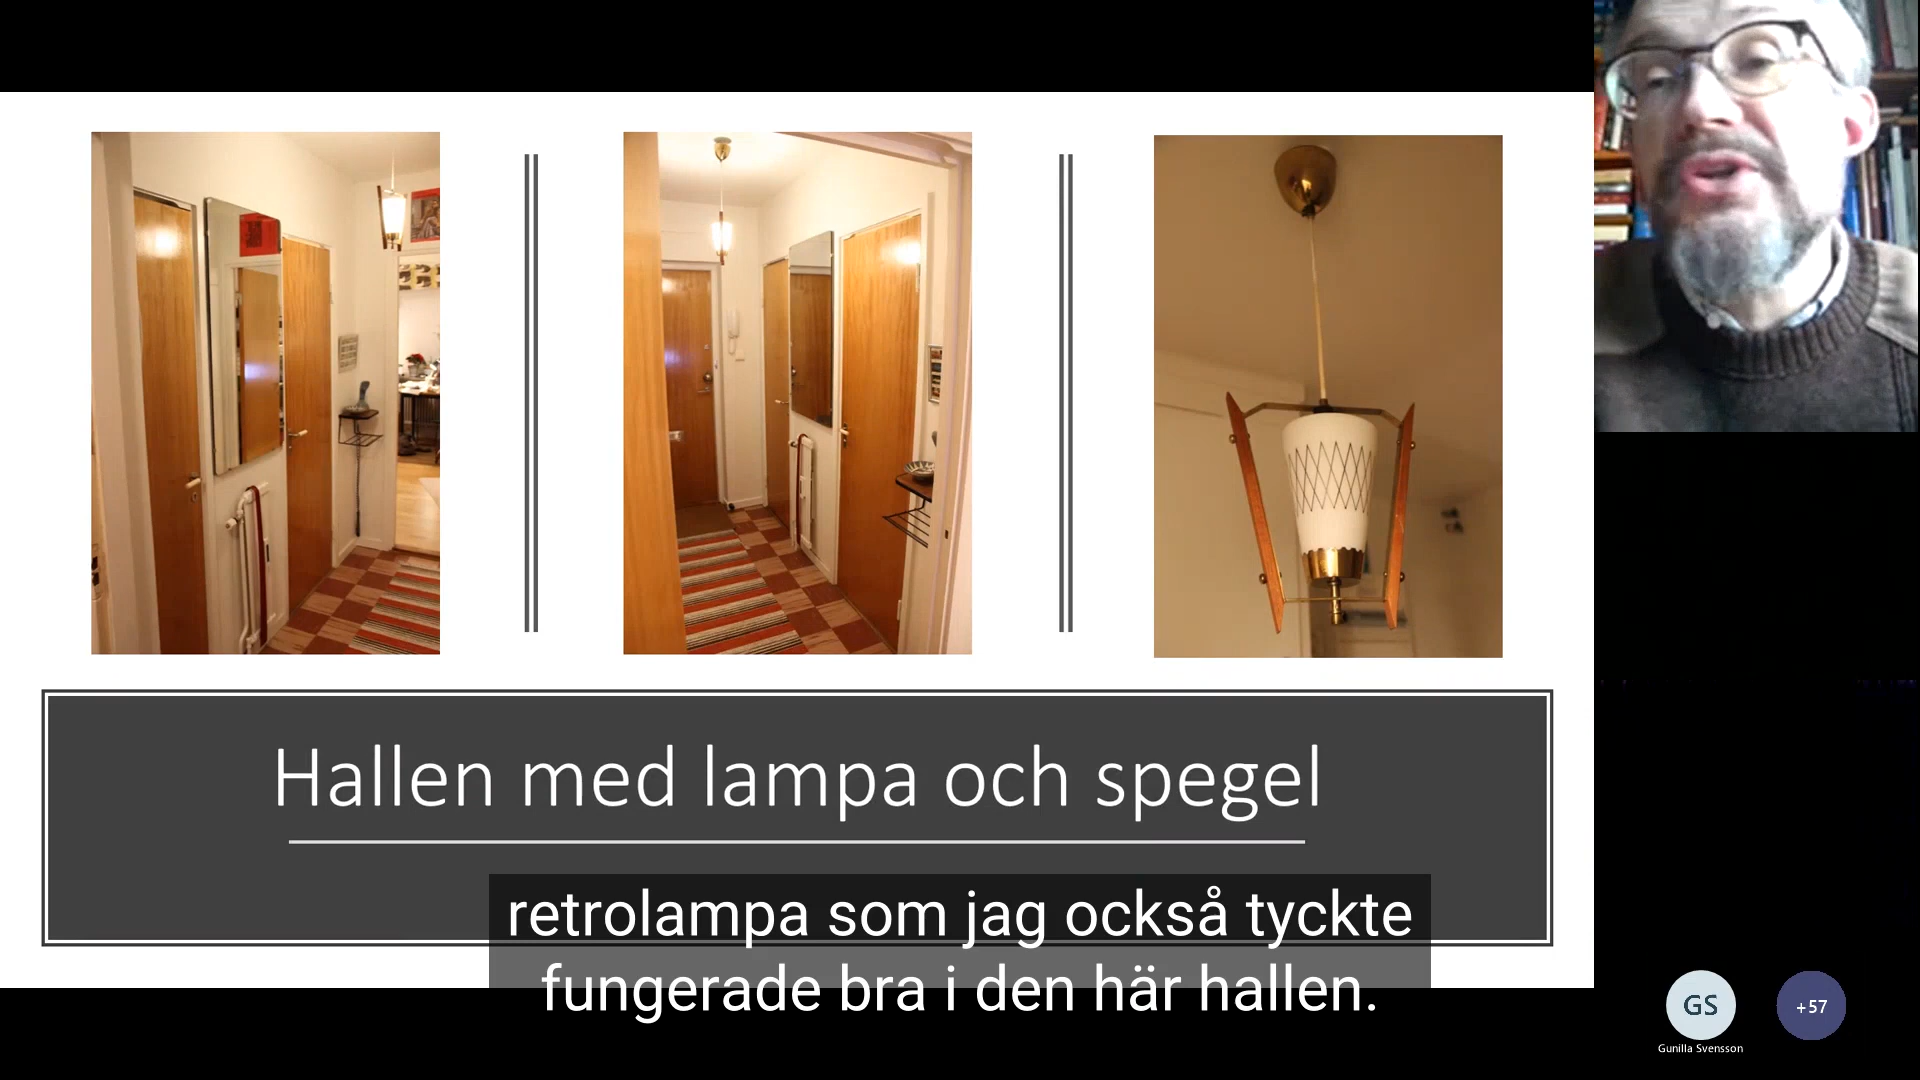 Hallen med lampa och spegel
retrolampa som jag också tyckte
fungerade bra i den här hallen.
GS
+57
Gunilla Svensson